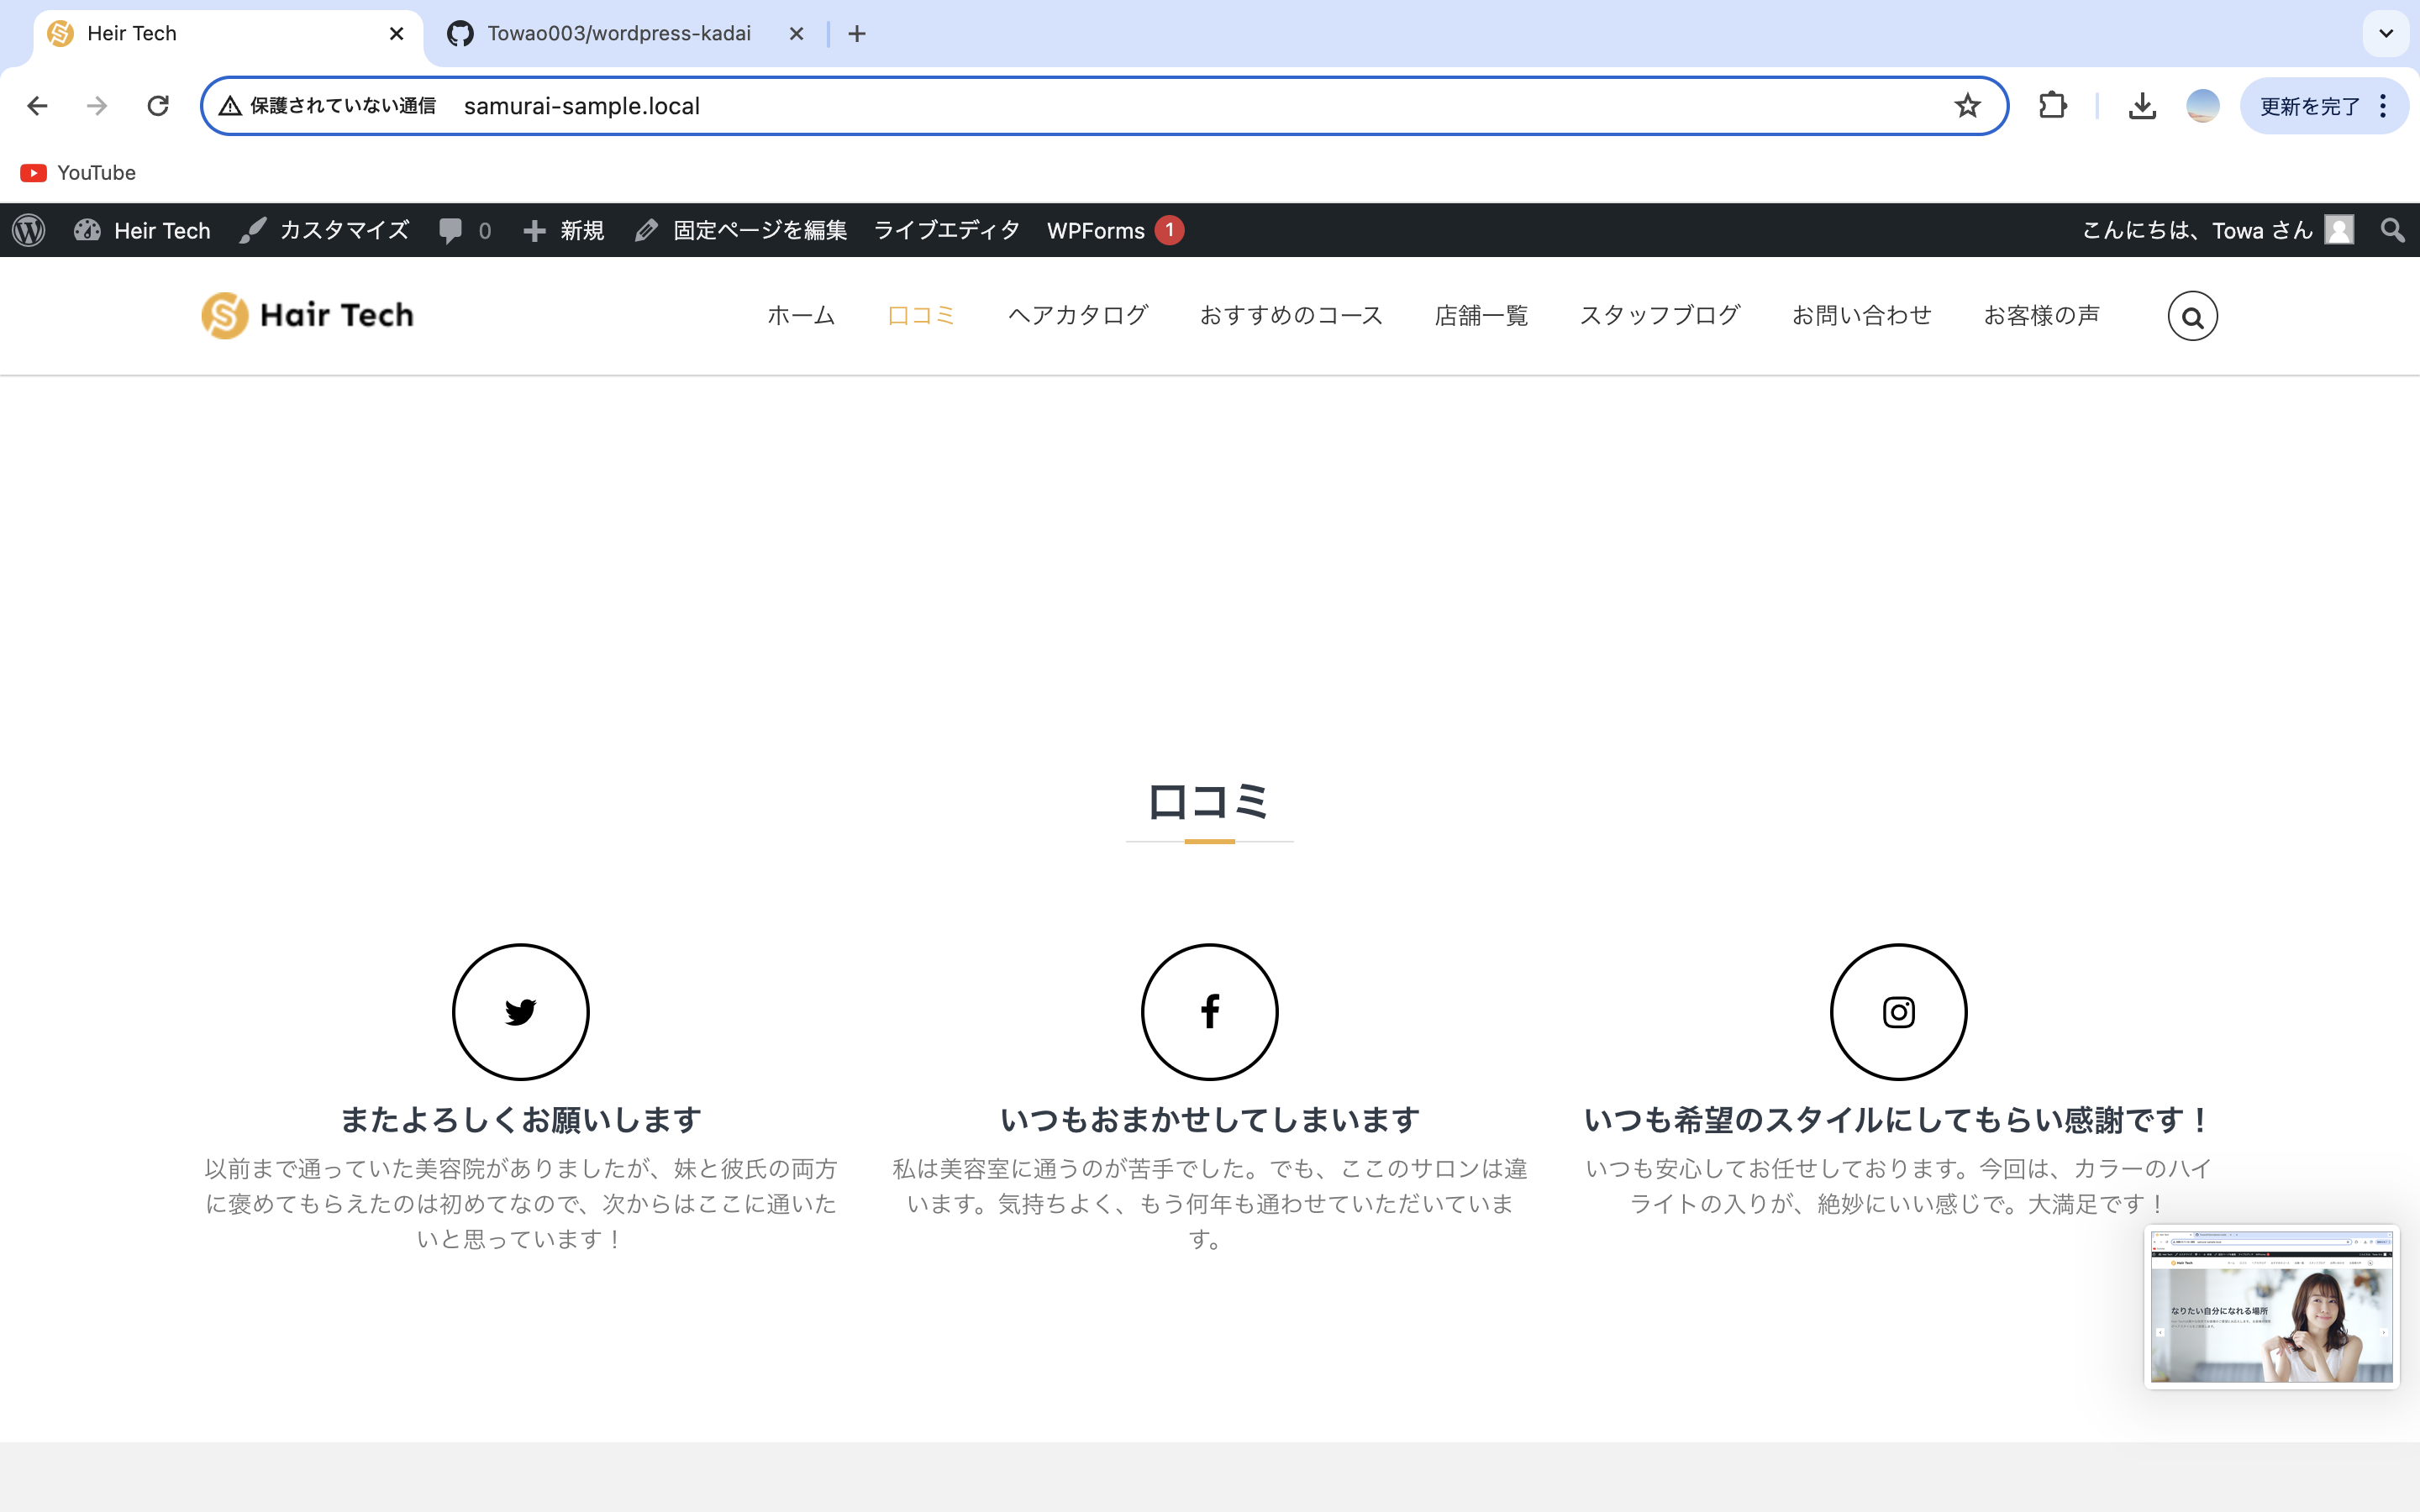 Heir Tech
Towao003/wordpress-kadai
保護されていない通信 samurai-sample.local
更新を完了
YouTube
Heir Tech カスタマイズ 0 新規 固定ページを編集 ライブエディタ WPForms 1 こんにちは、Towa さん
Hair Tech
ホーム 口コミ ヘアカタログ おすすめのコース 店舗一覧 スタッフブログ お問い合わせ お客様の声
口コミ
またよろしくお願いします
以前まで通っていた美容院がありましたが、妹と彼氏の両方
に褒めてもらえたのは初めてなので、次からはここに通いた
いと思っています！
いつもおまかせしてしまいます
私は美容室に通うのが苦手でした。でも、ここのサロンは違
います。気持ちよく、もう何年も通わせていただいていま
す。
いつも希望のスタイルにしてもらい感謝です！
いつも安心してお任せしております。今回は、カラーのハイ
ライトの入りが、絶妙にいい感じで。大満足です！
Hair Tech
なりたい自分になれる場所